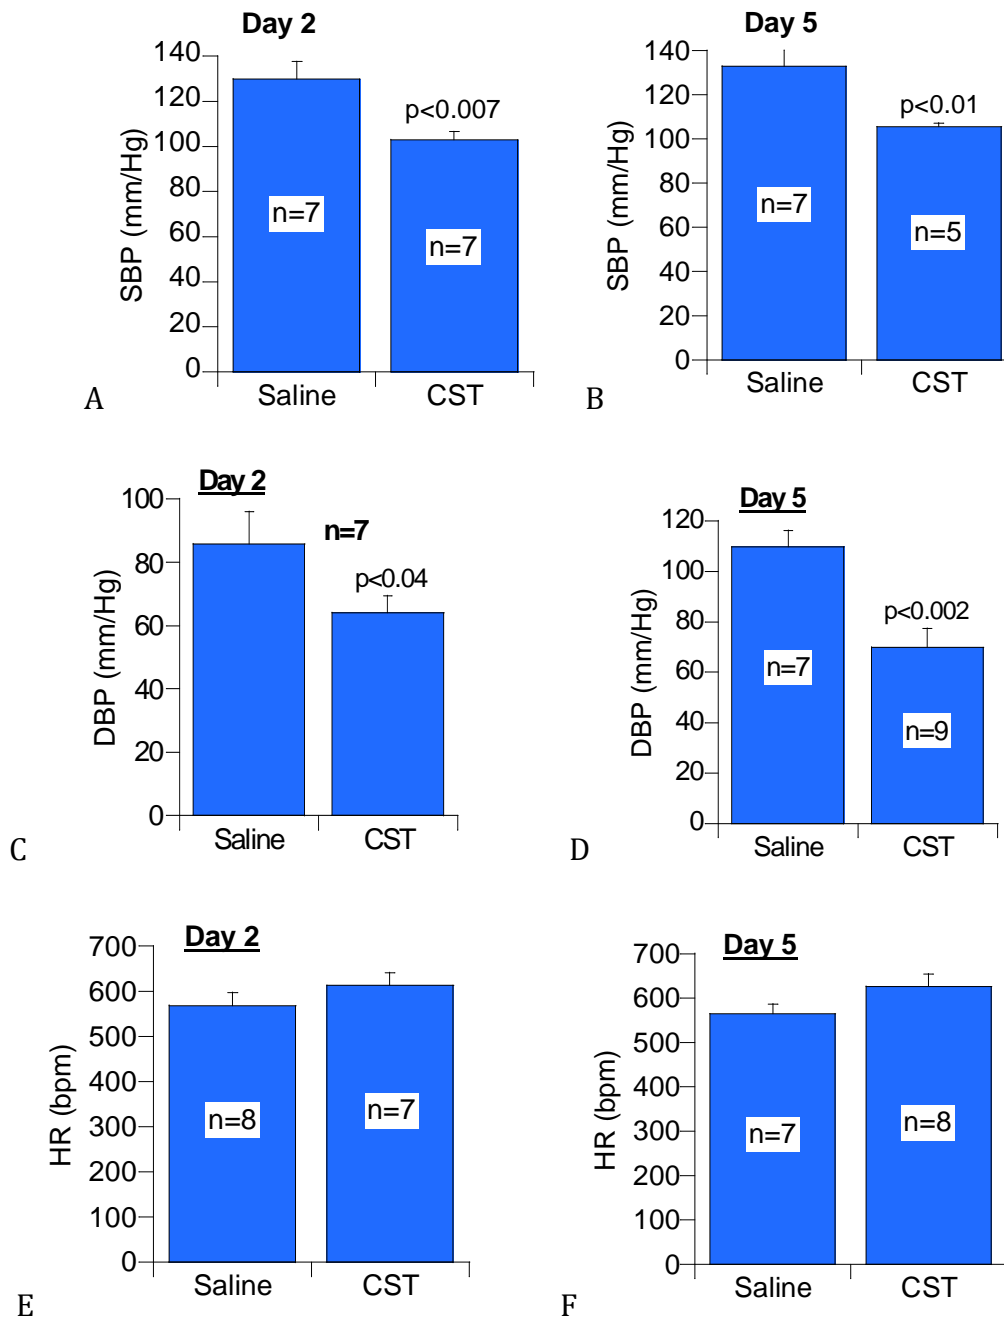 Day 2
140
120
100
80
60
40
20
0
SBP (mm/Hg)
p<0.007
n=7
n=7
Saline
CST
A
Day 5
140
120
100
80
60
40
20
0
SBP (mm/Hg)
p<0.01
n=7
n=5
Saline
CST
B
Day 2
100
80
60
40
20
0
DBP (mm/Hg)
n=7
p<0.04
Saline
CST
C
Day 5
120
100
80
60
40
20
0
DBP (mm/Hg)
p<0.002
n=7
n=9
Saline
CST
D
Day 2
700
600
500
400
300
200
100
0
HR (bpm)
n=8
n=7
Saline
CST
E
Day 5
700
600
500
400
300
200
100
0
HR (bpm)
n=7
n=8
Saline
CST
F